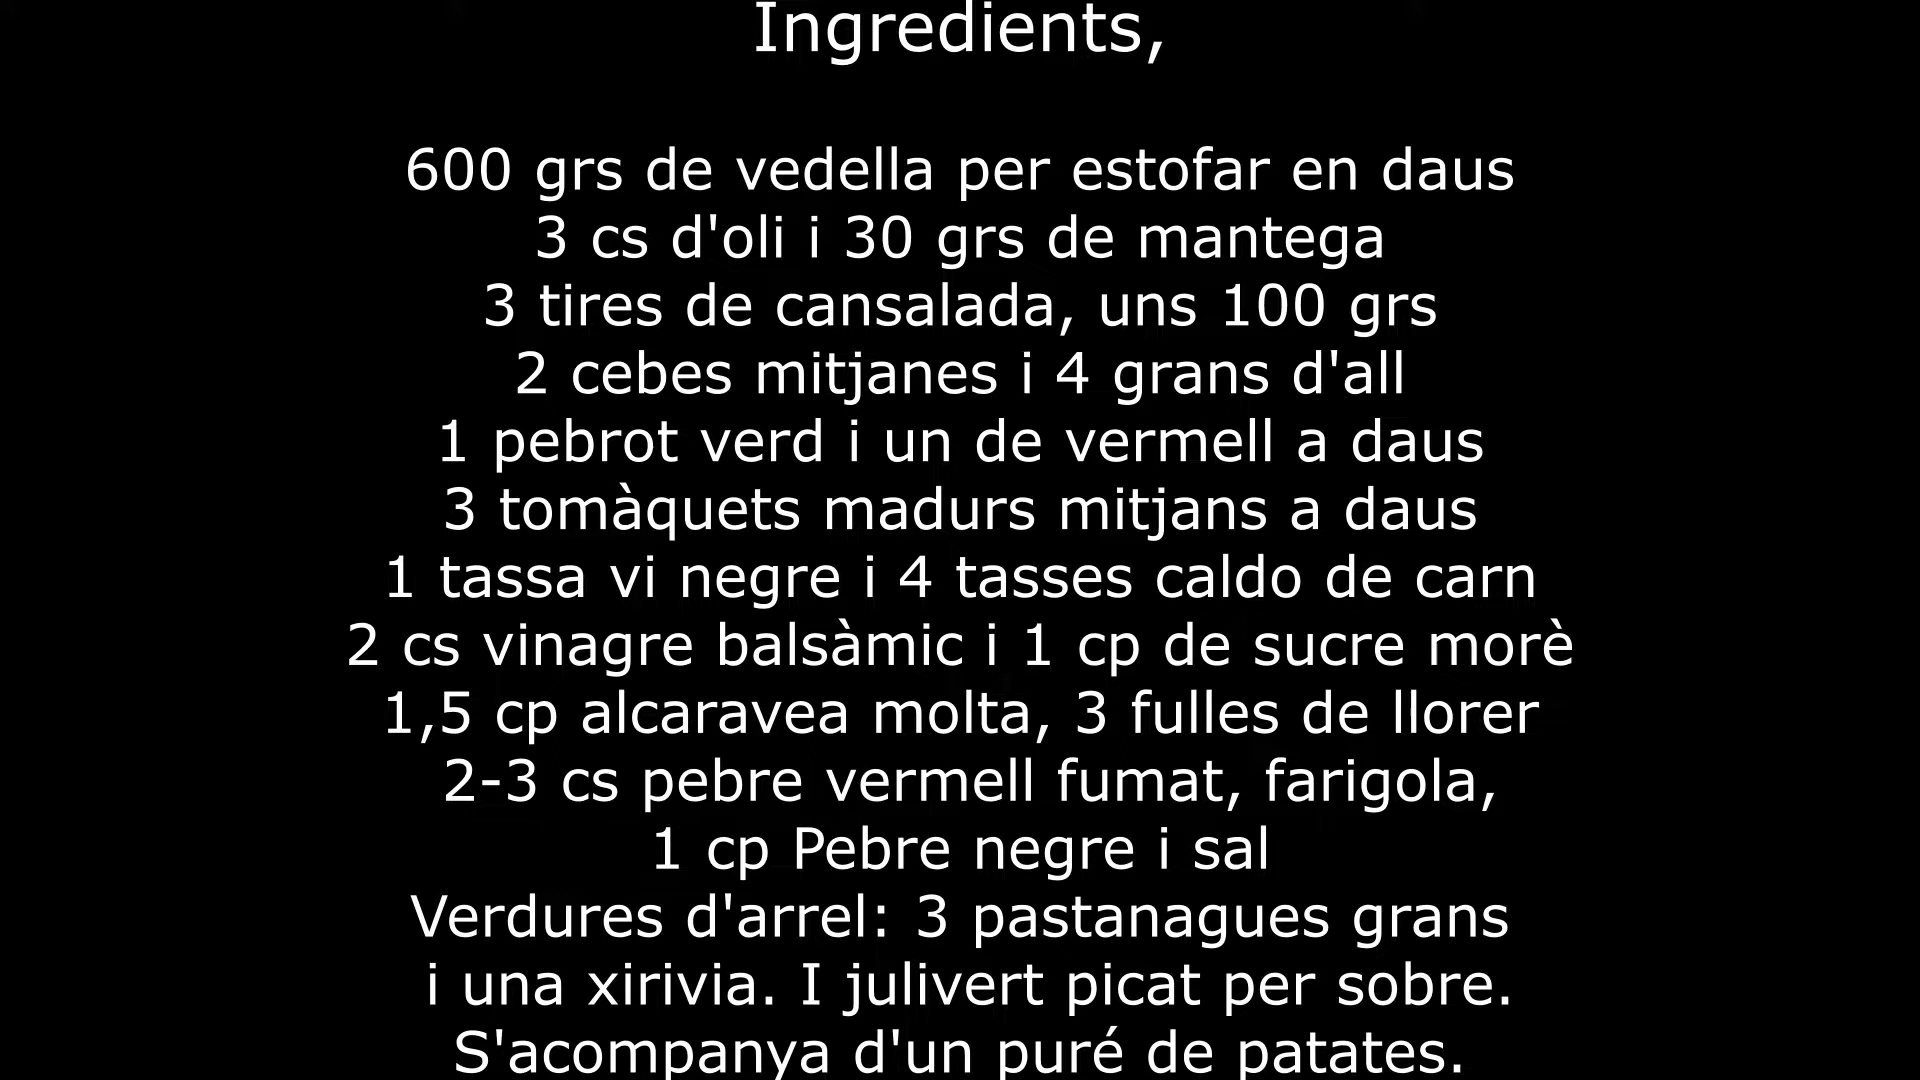 Ingredients,
600 grs de vedella per estofar en daus
3 cs d'oli i 30 grs de mantega
3 tires de cansalada, uns 100 grs
2 cebes mitjanes i 4 grans d'all
1 pebrot verd i un de vermell a daus
3 tomàquets madurs mitjans a daus
1 tassa vi negre i 4 tasses caldo de carn
2 cs vinagre balsàmic i 1 cp de sucre morè
1,5 cp alcaravea molta, 3 fulles de llorer
2-3 cs pebre vermell fumat, farigola,
1 cp Pebre negre i sal
Verdures d'arrel: 3 pastanagues grans
i una xirivia. I julivert picat per sobre.
S'acompanya d'un puré de patates.